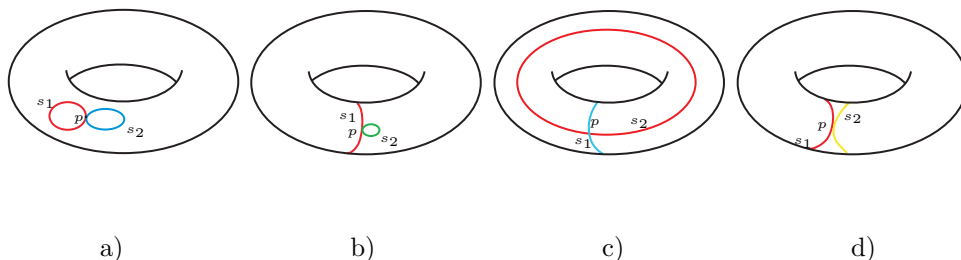 s₁ p s₂
s₁ p s₂
p s₂ s₁
s₂ p s₁
a) b) c) d)